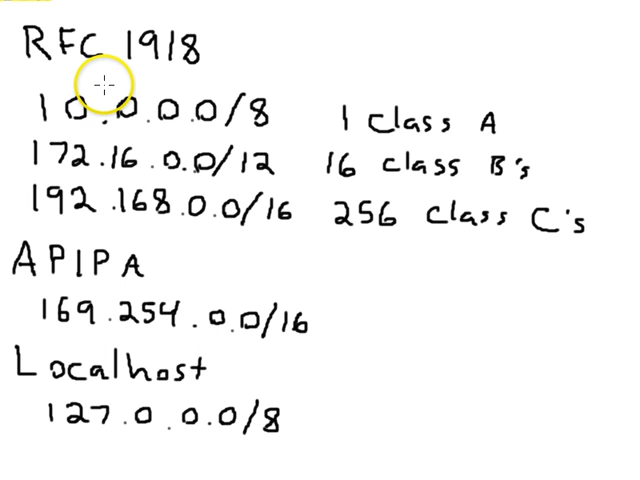 RFC 1918
10.0.0.0/8 1 Class A
172.16.0.0/12 16 Class B's
192.168.0.0/16 256 Class C's
APIPA
169.254.0.0/16
Localhost
127.0.0.0/8